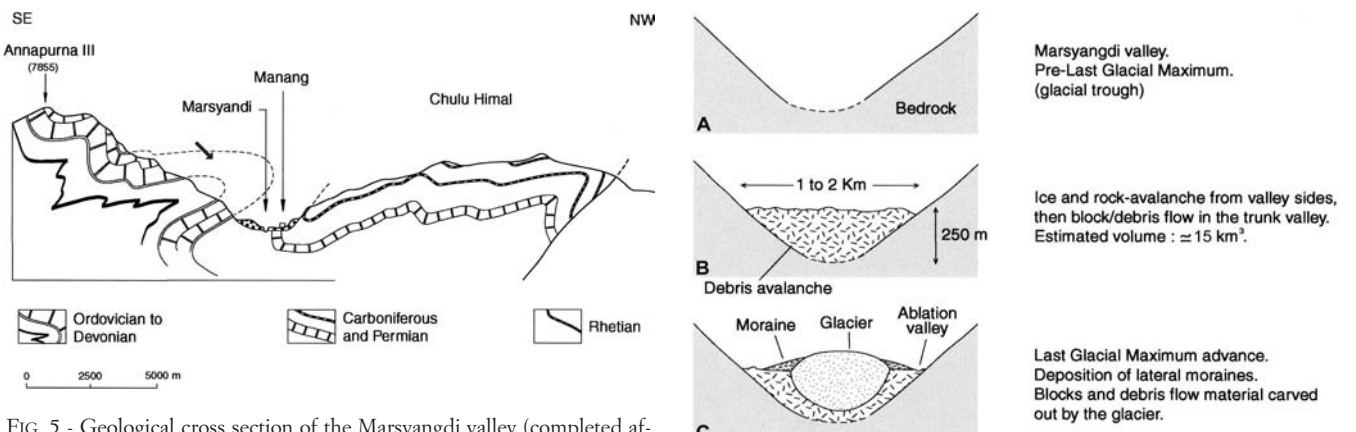 SE
NW
Annapurna III
(7855)
Manang
Marsyandi
Chulu Himal
Ordovician to
Devonian
Carboniferous
and Permian
Rhetian
0 2500 5000 m
FIG. 5 - Geological cross section of the Marsyangdi valley (completed af-
Bedrock
A
Marsyangdi valley.
Pre-Last Glacial Maximum.
(glacial trough)
1 to 2 Km
250 m
B
Debris avalanche
Ice and rock-avalanche from valley sides,
then block/debris flow in the trunk valley.
Estimated volume : ≃ 15 km³.
Moraine Glacier Ablation
valley
C
Last Glacial Maximum advance.
Deposition of lateral moraines.
Blocks and debris flow material carved
out by the glacier.